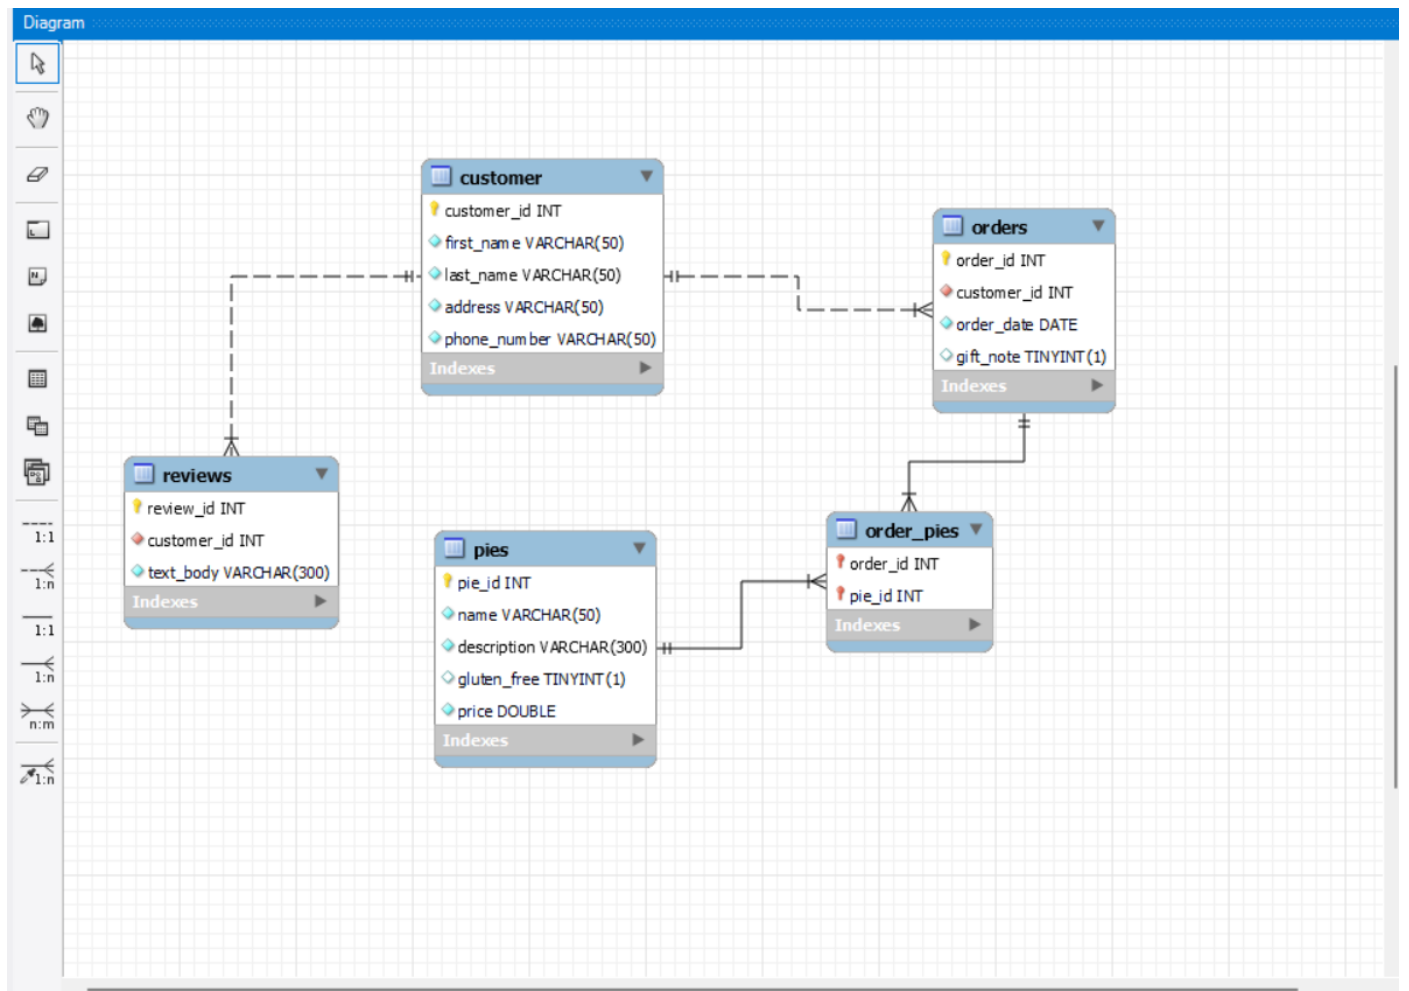 Diagram
customer
customer_id INT
first_name VARCHAR(50)
last_name VARCHAR(50)
address VARCHAR(50)
phone_number VARCHAR(50)
Indexes
orders
order_id INT
customer_id INT
order_date DATE
gift_note TINYINT(1)
Indexes
reviews
review_id INT
customer_id INT
text_body VARCHAR(300)
Indexes
pies
pie_id INT
name VARCHAR(50)
description VARCHAR(300)
gluten_free TINYINT(1)
price DOUBLE
Indexes
order_pies
order_id INT
pie_id INT
Indexes
1:1
1:n
1:1
1:n
n:m
1:n